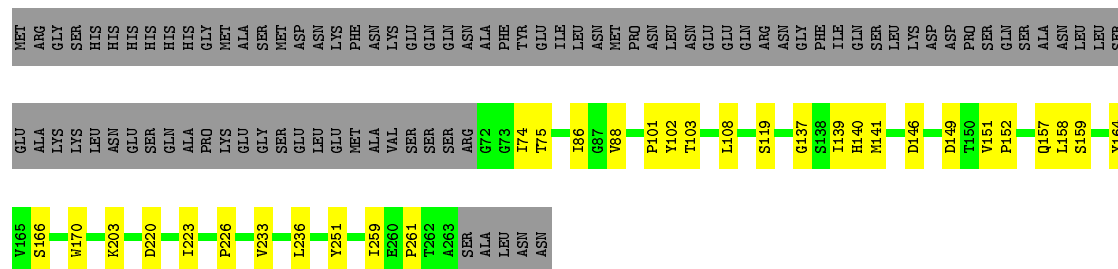 MET ARG GLY SER HIS HIS HIS HIS HIS HIS GLY MET ALA SER MET ASP ASN LYS PHE ASN LYS GLU GLN GLN ASN ALA PHE TYR GLU ILE LEU ASN MET PRO ASN LEU ASN GLU GLU GLN ARG ASN GLY PHE ILE GLN SER LEU LYS ASP ASP PRO SER GLN SER ALA ASN LEU LEU SER
GLU ALA LYS LYS LEU ASN GLU SER GLN ALA PRO LYS GLU GLY SER GLU LEU GLU MET ALA VAL SER SER SER ARG G72 G73 I74 T75 I86 G87 V88 P101 Y102 T103 L108 S119 G137 S138 I139 H140 M141 D146 D149 T150 V151 P152 Q157 L158 S159 Y164
V165 S166 W170 K203 D220 I223 P226 V233 L236 Y251 I259 E260 P261 T262 A263 SER ALA LEU ASN ASN